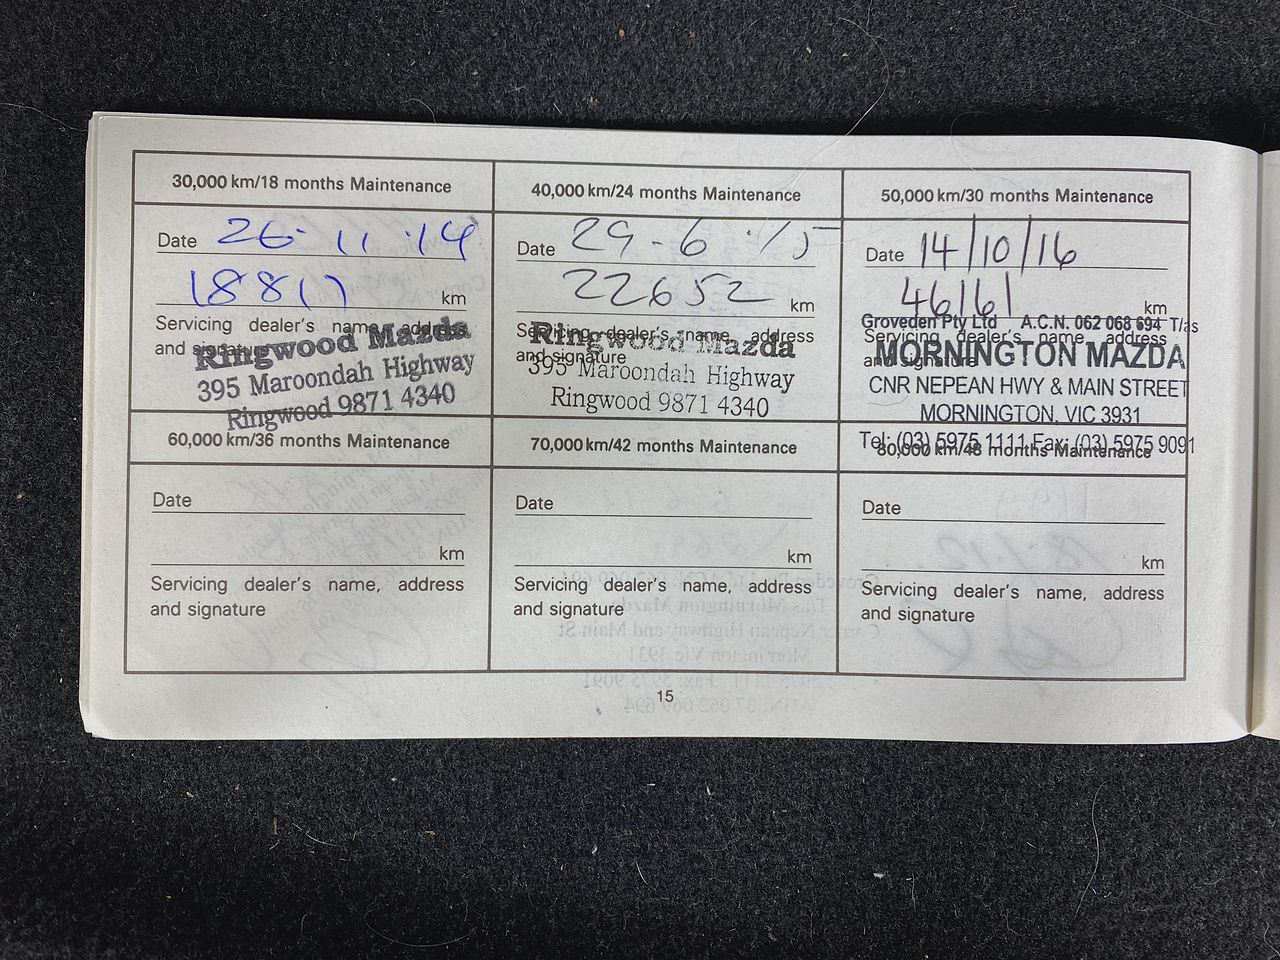 30,000 km/18 months Maintenance
Date 26.11.14
18811 km
Servicing dealer's name, address
and signature
Ringwood Mazda
395 Maroondah Highway
Ringwood 9871 4340
40,000 km/24 months Maintenance
Date 29-6.15
22652 km
Servicing dealer's name, address
and signature
Ringwood Mazda
395 Maroondah Highway
Ringwood 9871 4340
50,000 km/30 months Maintenance
Date 14/10/16
46161 km
Groveden Pty Ltd A.C.N. 062 068 694 T/as
Servicing dealer's name, address
and signature
MORNINGTON MAZDA
CNR NEPEAN HWY & MAIN STREET
MORNINGTON, VIC 3931
Tel: (03) 5975 1111 Fax: (03) 5975 9091
60,000 km/36 months Maintenance
Date
km
Servicing dealer's name, address
and signature
70,000 km/42 months Maintenance
Date
km
Servicing dealer's name, address
and signature
80,000 km/48 months Maintenance
Date
km
Servicing dealer's name, address
and signature
15